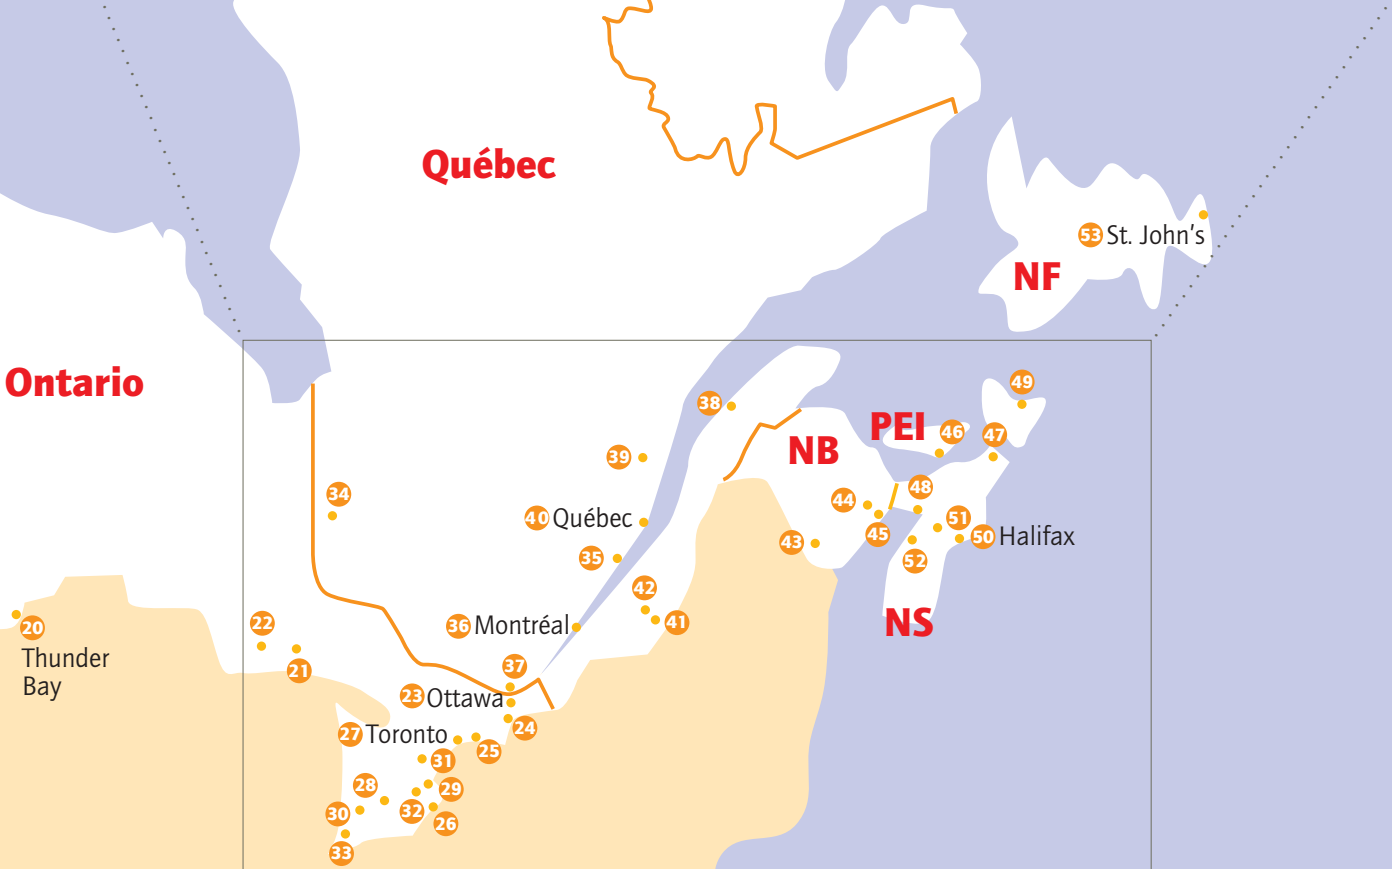 Québec
53 St. John's
NF
Ontario
49
38
PEI
46
47
NB
39
34
48
44
40 Québec
51
45
50 Halifax
43
35
52
42
22
NS
41
36 Montréal
20
Thunder
Bay
21
37
23 Ottawa
24
27 Toronto
25
31
28
29
30
32
26
33